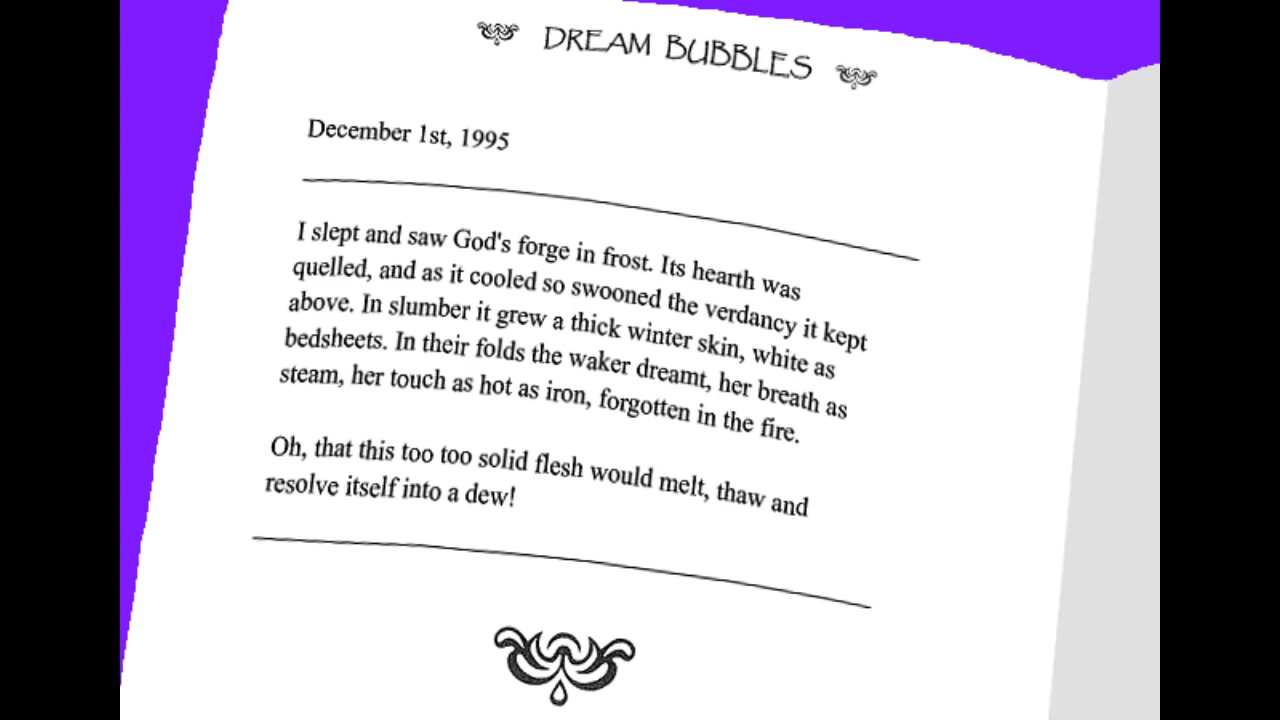 DREAM BUBBLES
December 1st, 1995
I slept and saw God's forge in frost. Its hearth was
quelled, and as it cooled so swooned the verdancy it kept
above. In slumber it grew a thick winter skin, white as
bedsheets. In their folds the waker dreamt, her breath as
steam, her touch as hot as iron, forgotten in the fire.
Oh, that this too too solid flesh would melt, thaw and
resolve itself into a dew!